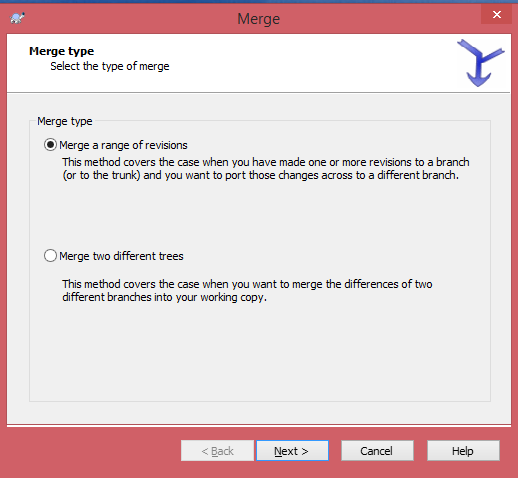 Merge
Merge type
Select the type of merge
Merge type
Merge a range of revisions
This method covers the case when you have made one or more revisions to a branch
(or to the trunk) and you want to port those changes across to a different branch.
Merge two different trees
This method covers the case when you want to merge the differences of two
different branches into your working copy.
< Back
Next >
Cancel
Help